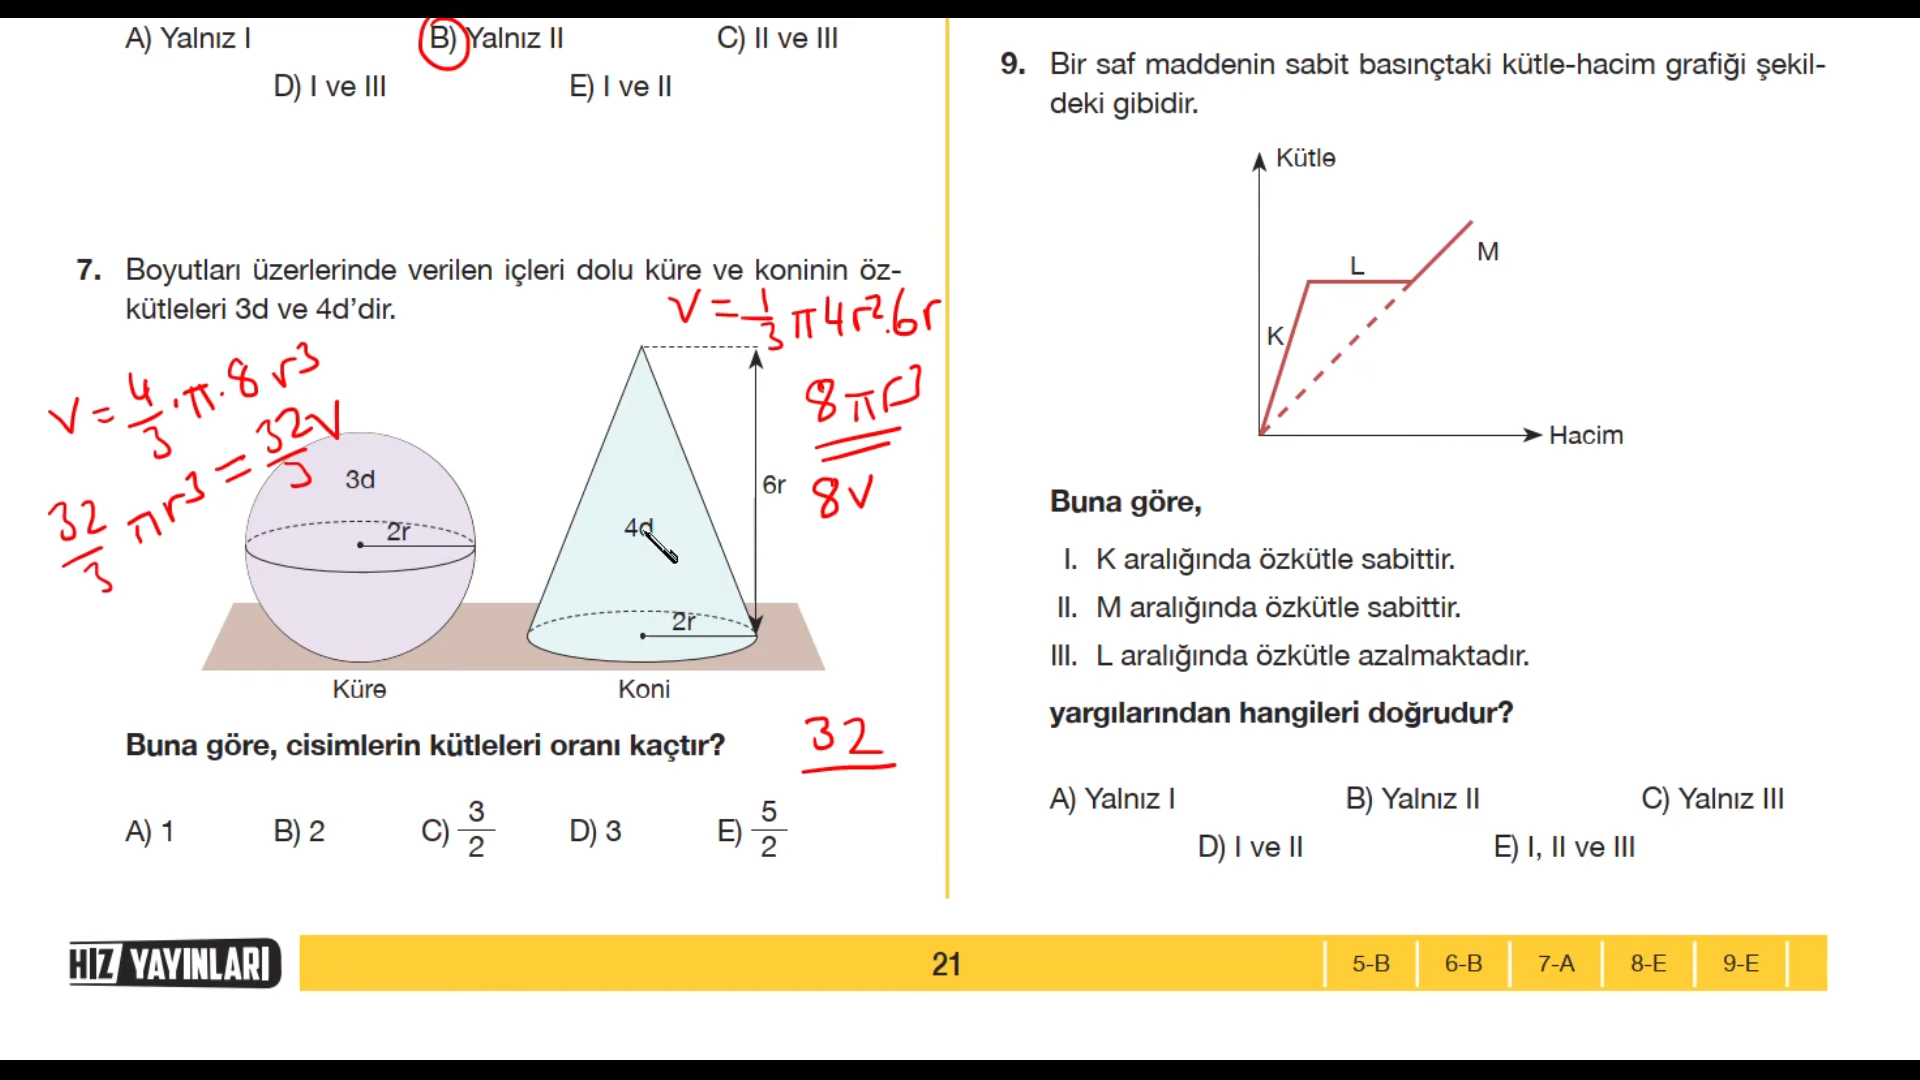 A) Yalnız I B) Yalnız II C) II ve III
D) I ve III E) I ve II
7. Boyutları üzerlerinde verilen içleri dolu küre ve koninin öz-
kütleleri 3d ve 4d’dir.
V = 1/3 π 4r².6r
V = 4/3 . π . 8 r³
32/3 π r³ = 32/3 V
8πr³
8V
3d
2r
4d
6r
2r
Küre Koni
Buna göre, cisimlerin kütleleri oranı kaçtır?
32
A) 1 B) 2 C) 3/2 D) 3 E) 5/2
9. Bir saf maddenin sabit basınçtaki kütle-hacim grafiği şekil-
deki gibidir.
Kütle
L
M
K
Hacim
Buna göre,
I. K aralığında özkütle sabittir.
II. M aralığında özkütle sabittir.
III. L aralığında özkütle azalmaktadır.
yargılarından hangileri doğrudur?
A) Yalnız I B) Yalnız II C) Yalnız III
D) I ve II E) I, II ve III
HIZ YAYINLARI 21 5-B 6-B 7-A 8-E 9-E